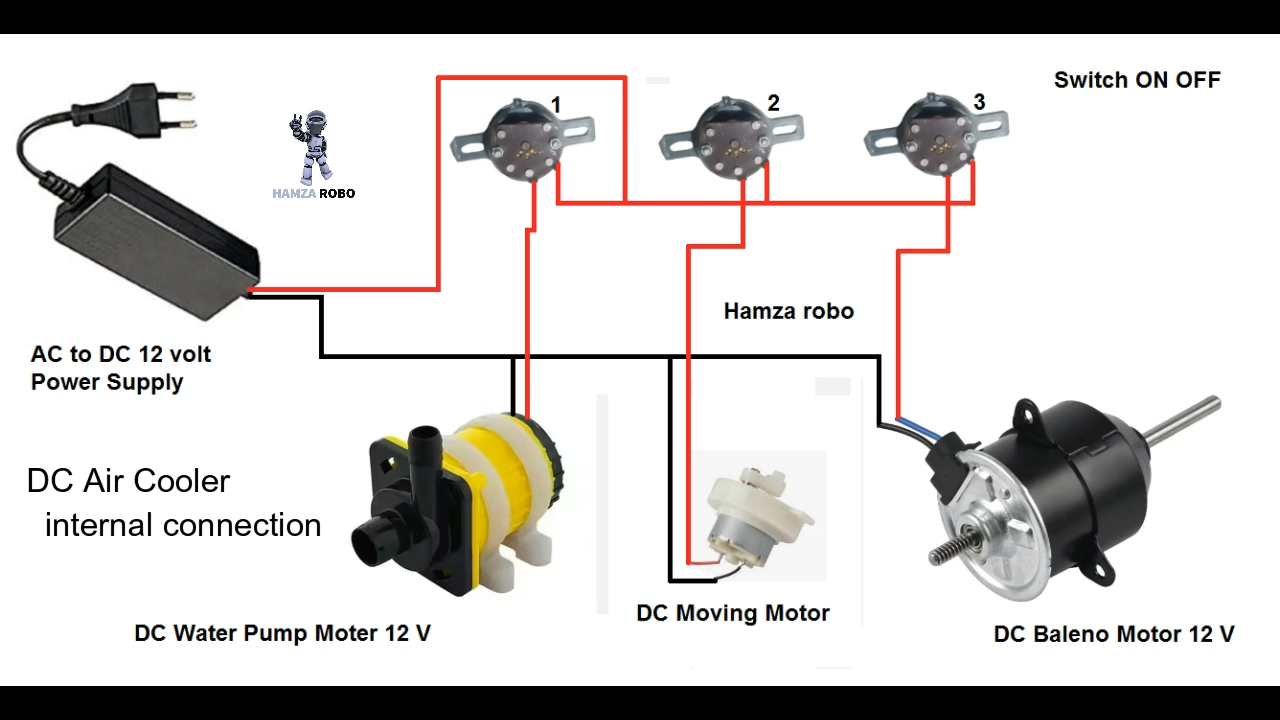 Switch ON OFF
1
2
3
HAMZA ROBO
Hamza robo
AC to DC 12 volt
Power Supply
DC Air Cooler
internal connection
DC Water Pump Moter 12 V
DC Moving Motor
DC Baleno Motor 12 V